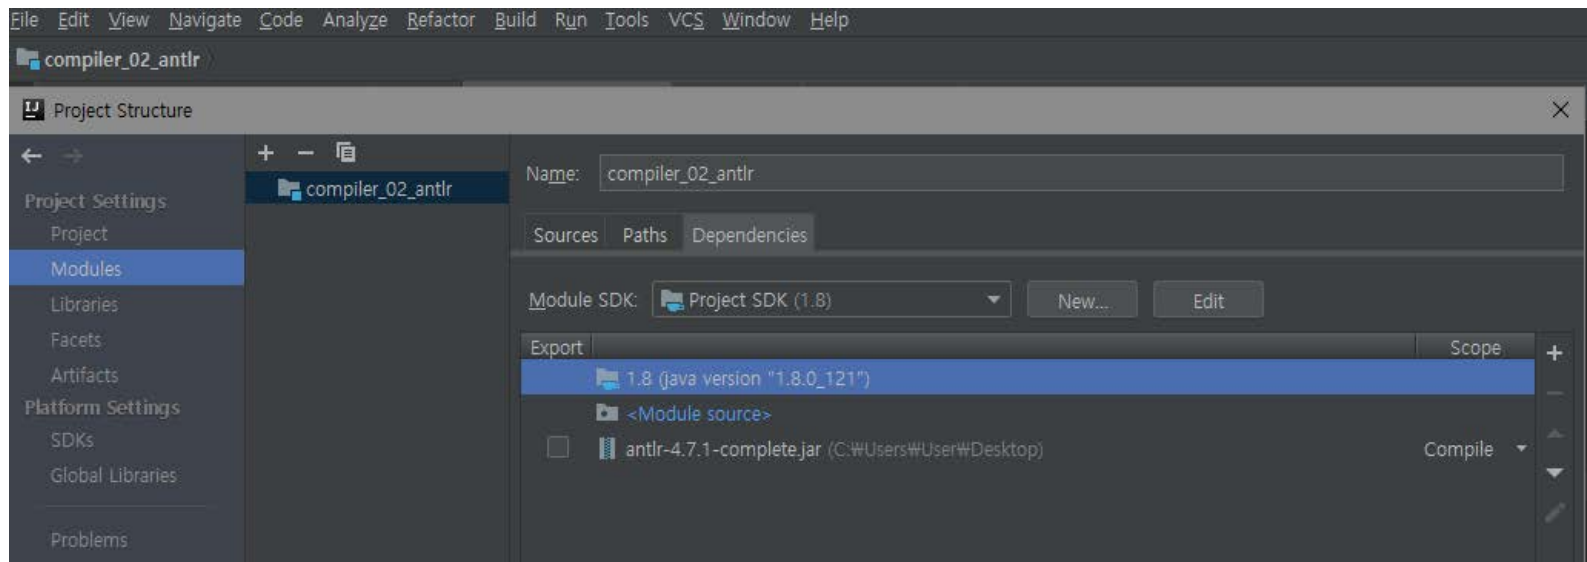 File Edit View Navigate Code Analyze Refactor Build Run Tools VCS Window Help
compiler_02_antlr
Project Structure
Project Settings
Project
Modules
Libraries
Facets
Artifacts
Platform Settings
SDKs
Global Libraries
Problems
compiler_02_antlr
Name: compiler_02_antlr
Sources Paths Dependencies
Module SDK: Project SDK (1.8) New... Edit
Export Scope
1.8 (java version "1.8.0_121")
<Module source>
antlr-4.7.1-complete.jar (C:₩Users₩User₩Desktop) Compile